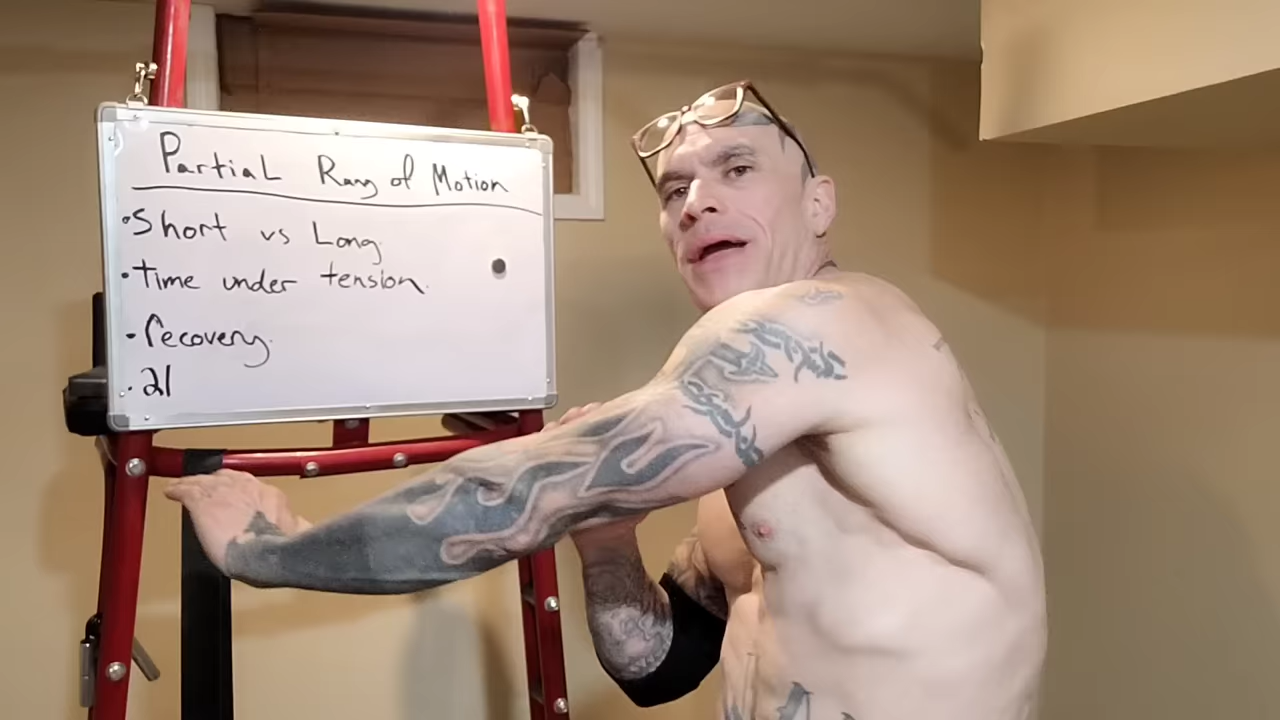 Partial Rang of Motion
• Short vs Long
• Time under tension
• Recovery
• 21